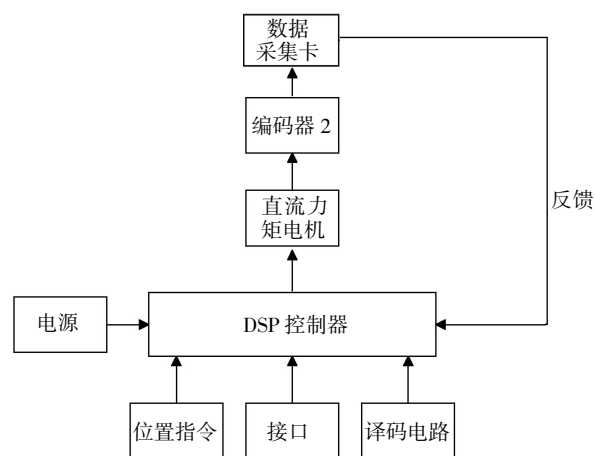 数据
采集卡
编码器 2
直流力
矩电机
反馈
电源
DSP 控制器
位置指令
接口
译码电路